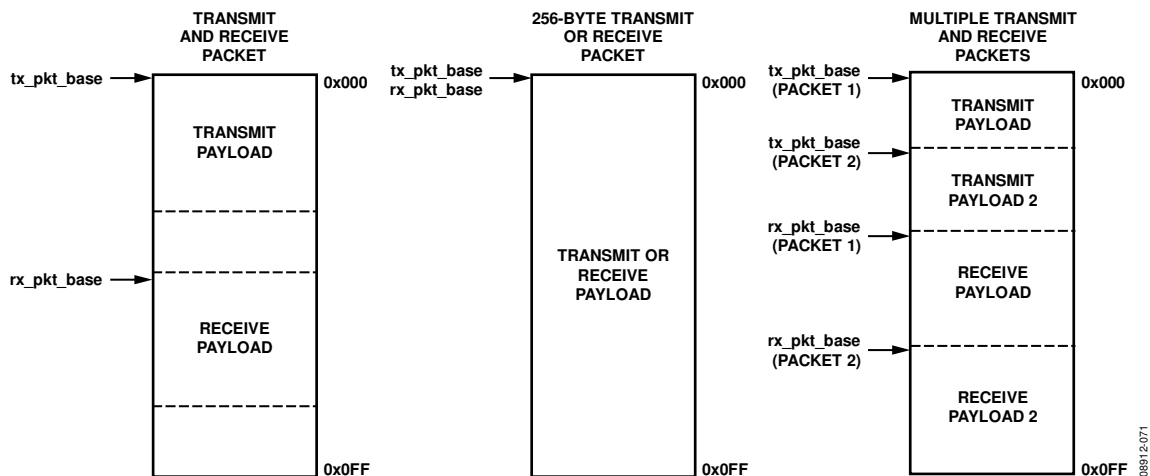 TRANSMIT
AND RECEIVE
PACKET
tx_pkt_base
0x000
TRANSMIT
PAYLOAD
rx_pkt_base
RECEIVE
PAYLOAD
0x0FF
256-BYTE TRANSMIT
OR RECEIVE
PACKET
tx_pkt_base
rx_pkt_base
0x000
TRANSMIT OR
RECEIVE
PAYLOAD
0x0FF
MULTIPLE TRANSMIT
AND RECEIVE
PACKETS
tx_pkt_base
(PACKET 1)
0x000
TRANSMIT
PAYLOAD
tx_pkt_base
(PACKET 2)
TRANSMIT
PAYLOAD 2
rx_pkt_base
(PACKET 1)
RECEIVE
PAYLOAD
rx_pkt_base
(PACKET 2)
RECEIVE
PAYLOAD 2
0x0FF
08912-071